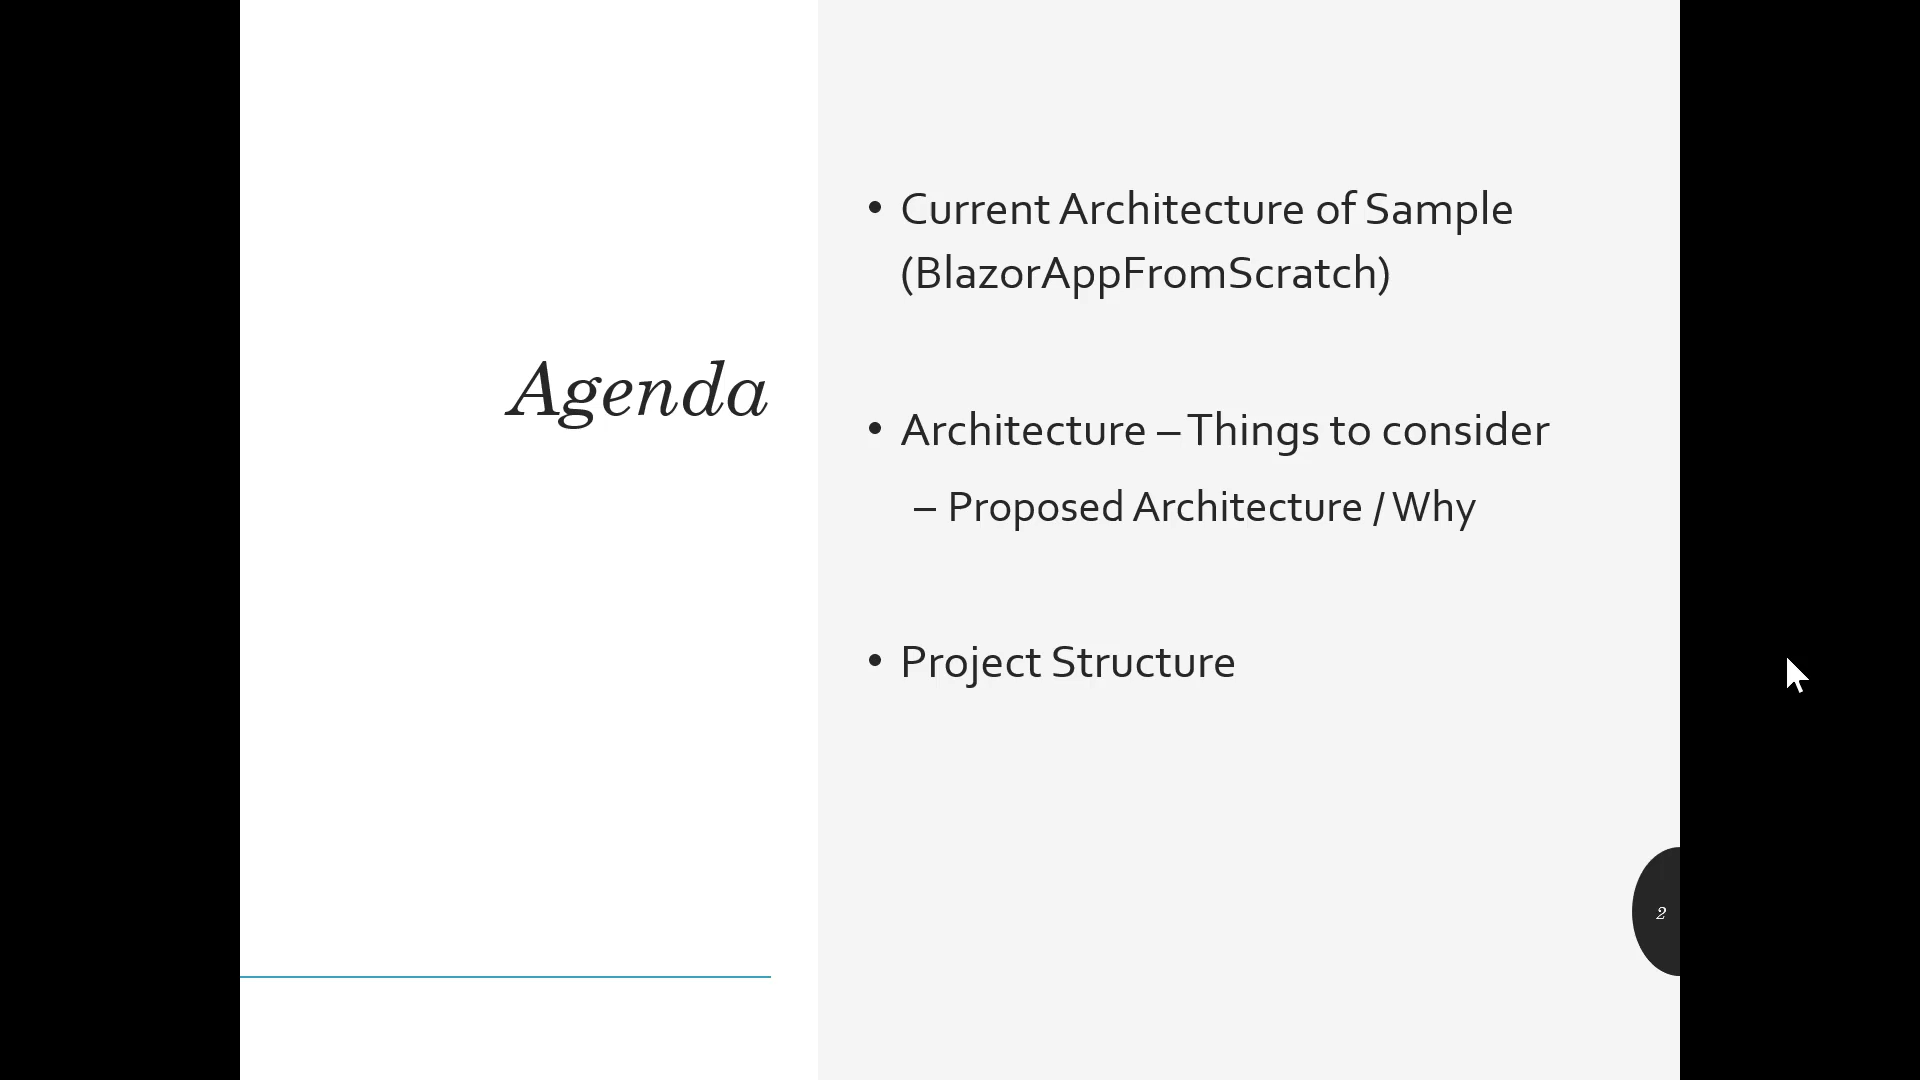 Agenda
• Current Architecture of Sample
(BlazorAppFromScratch)
• Architecture – Things to consider
– Proposed Architecture / Why
• Project Structure
2